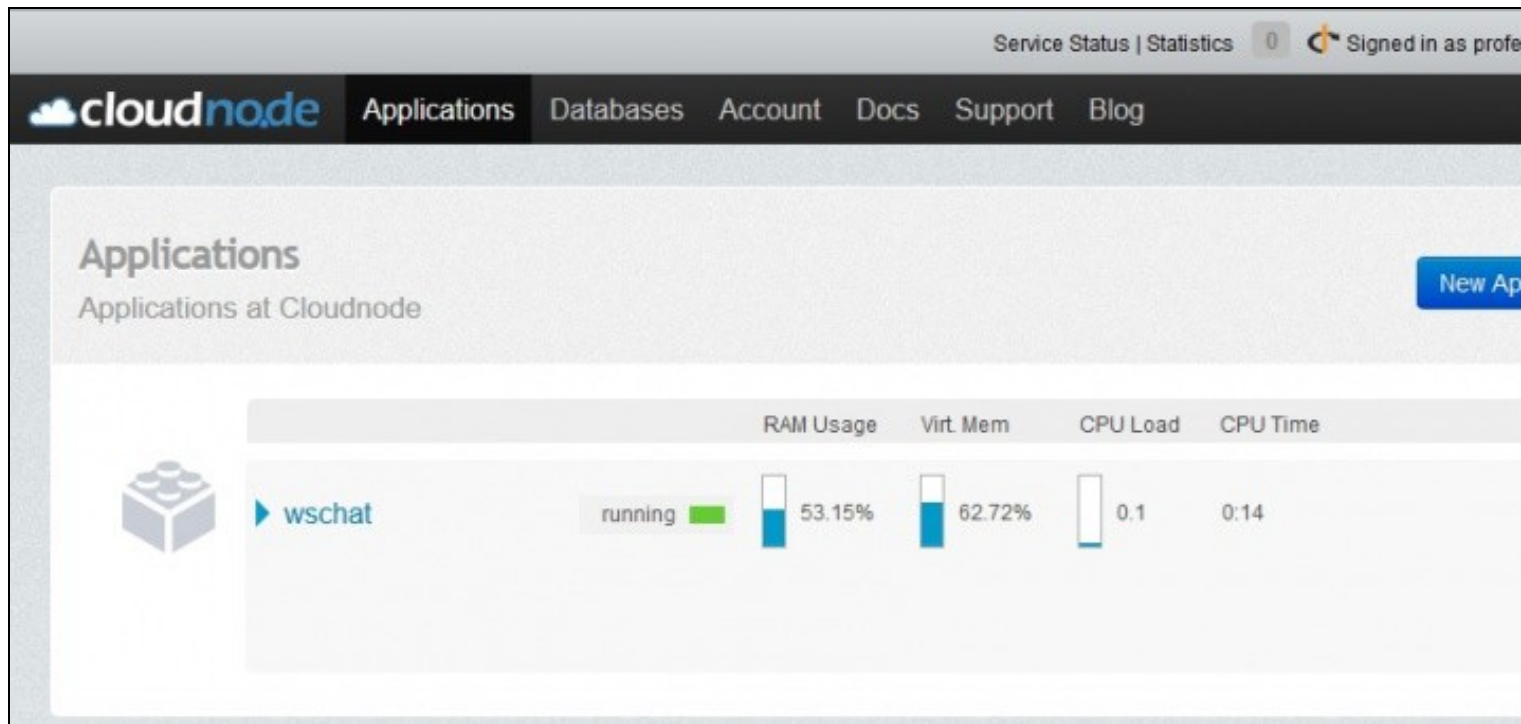 Service Status | Statistics 0 Signed in as profe
cloudnode Applications Databases Account Docs Support Blog
Applications
Applications at Cloudnode
New Ap
RAM Usage Virt. Mem CPU Load CPU Time
wschat running 53.15% 62.72% 0.1 0:14